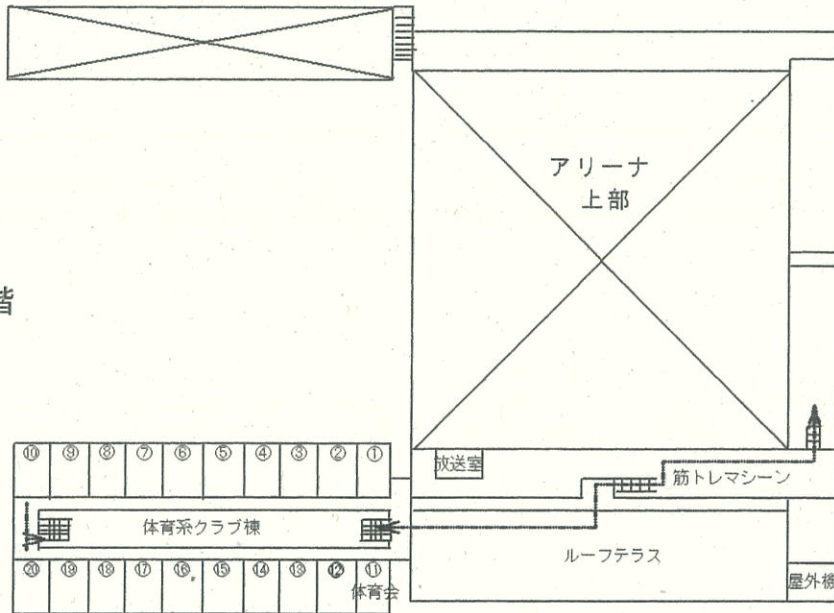 アリーナ
上部
階
⑩ ⑨ ⑧ ⑦ ⑥ ⑤ ④ ③ ② ①
放送室
筋トレマシーン
体育系クラブ棟
ルーフテラス
⑳ ⑲ ⑱ ⑰ ⑯ ⑮ ⑭ ⑬ ⑫ ⑪
体育会
屋外機